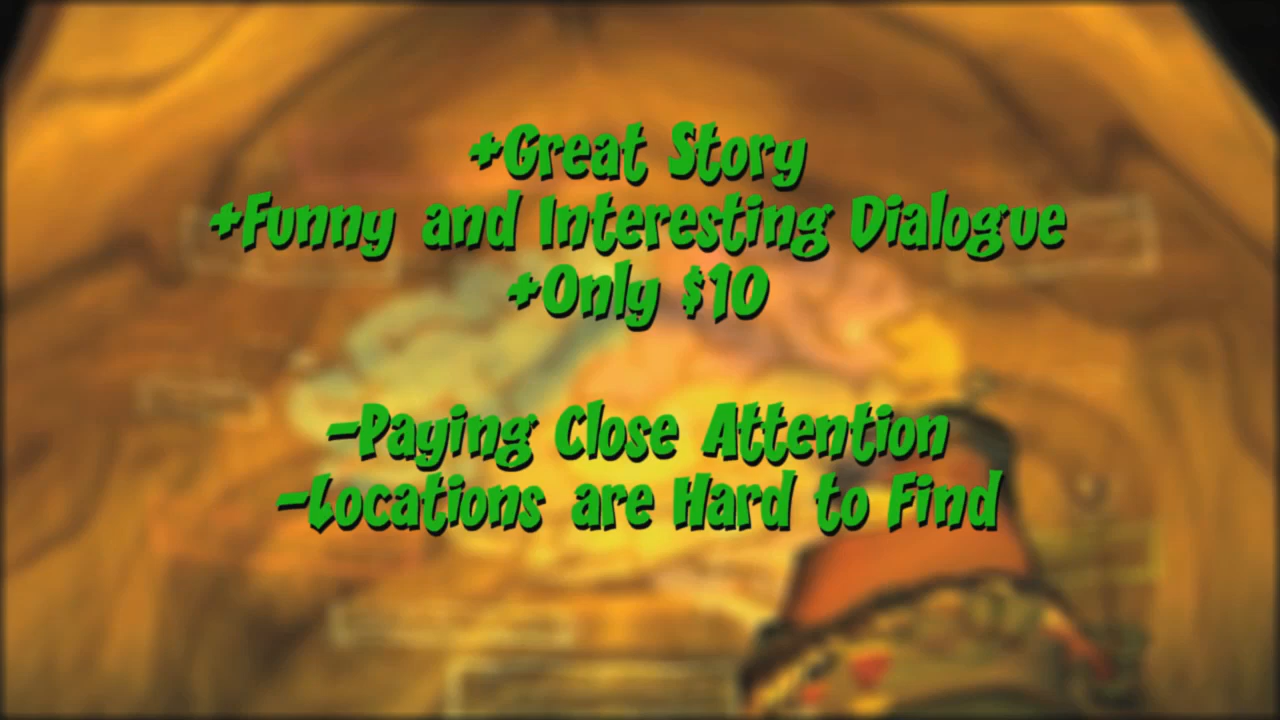 +Great Story
+Funny and Interesting Dialogue
+Only $10
-Paying Close Attention
-Locations are Hard to Find